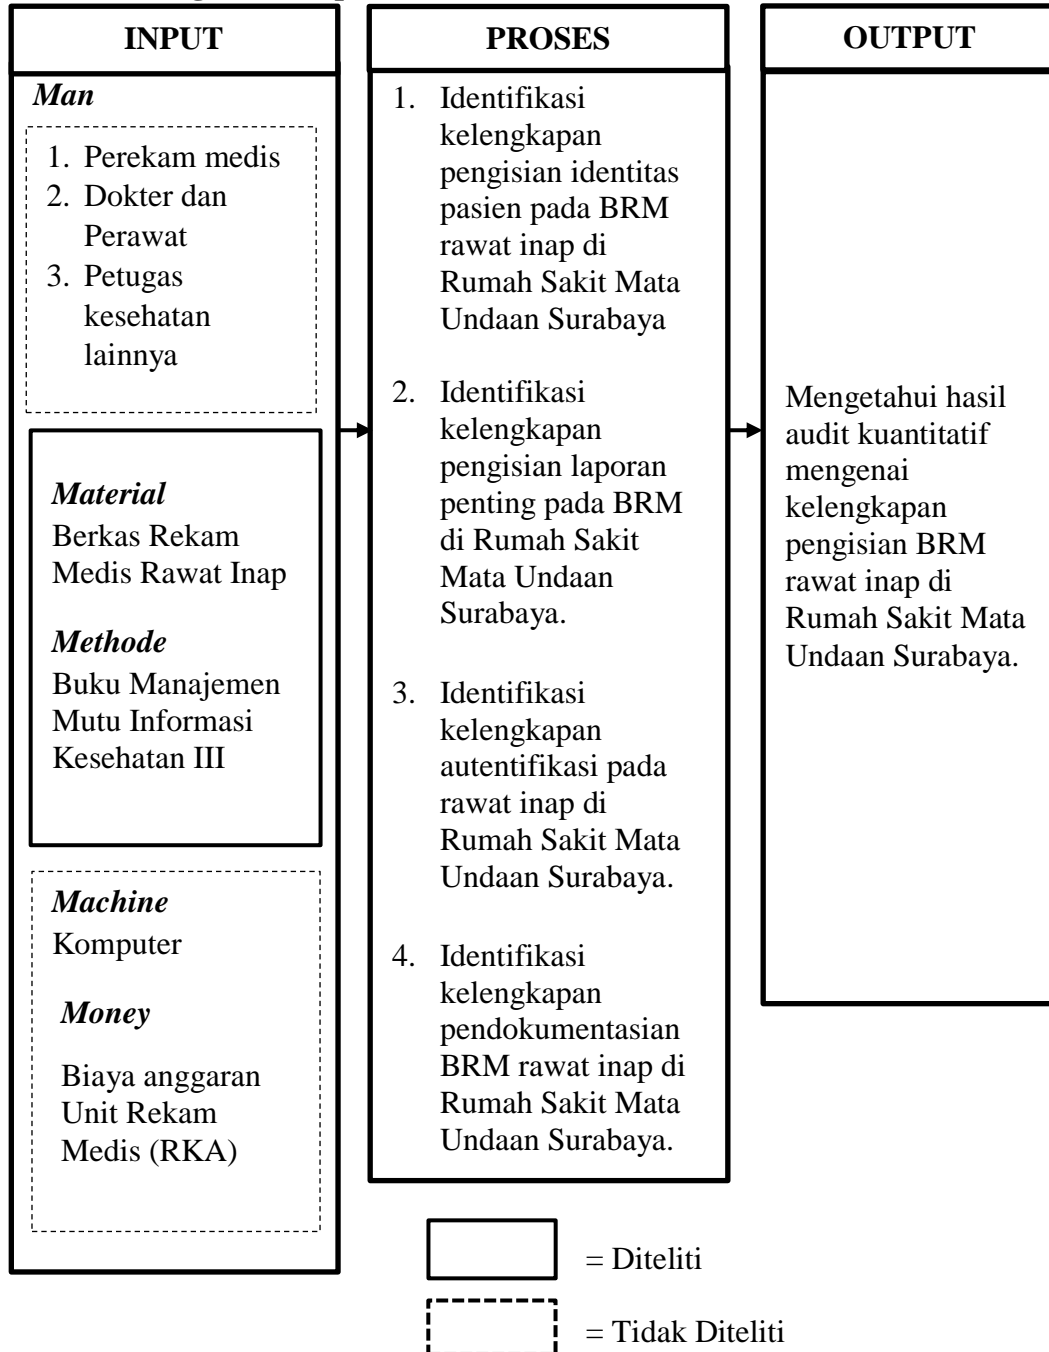 INPUT
Man
1. Perekam medis
2. Dokter dan
Perawat
3. Petugas
kesehatan
lainnya
Material
Berkas Rekam
Medis Rawat Inap
Methode
Buku Manajemen
Mutu Informasi
Kesehatan III
Machine
Komputer
Money
Biaya anggaran
Unit Rekam
Medis (RKA)
PROSES
1. Identifikasi
kelengkapan
pengisian identitas
pasien pada BRM
rawat inap di
Rumah Sakit Mata
Undaan Surabaya
2. Identifikasi
kelengkapan
pengisian laporan
penting pada BRM
di Rumah Sakit
Mata Undaan
Surabaya.
3. Identifikasi
kelengkapan
autentifikasi pada
rawat inap di
Rumah Sakit Mata
Undaan Surabaya.
4. Identifikasi
kelengkapan
pendokumentasian
BRM rawat inap di
Rumah Sakit Mata
Undaan Surabaya.
OUTPUT
Mengetahui hasil
audit kuantitatif
mengenai
kelengkapan
pengisian BRM
rawat inap di
Rumah Sakit Mata
Undaan Surabaya.
= Diteliti
= Tidak Diteliti